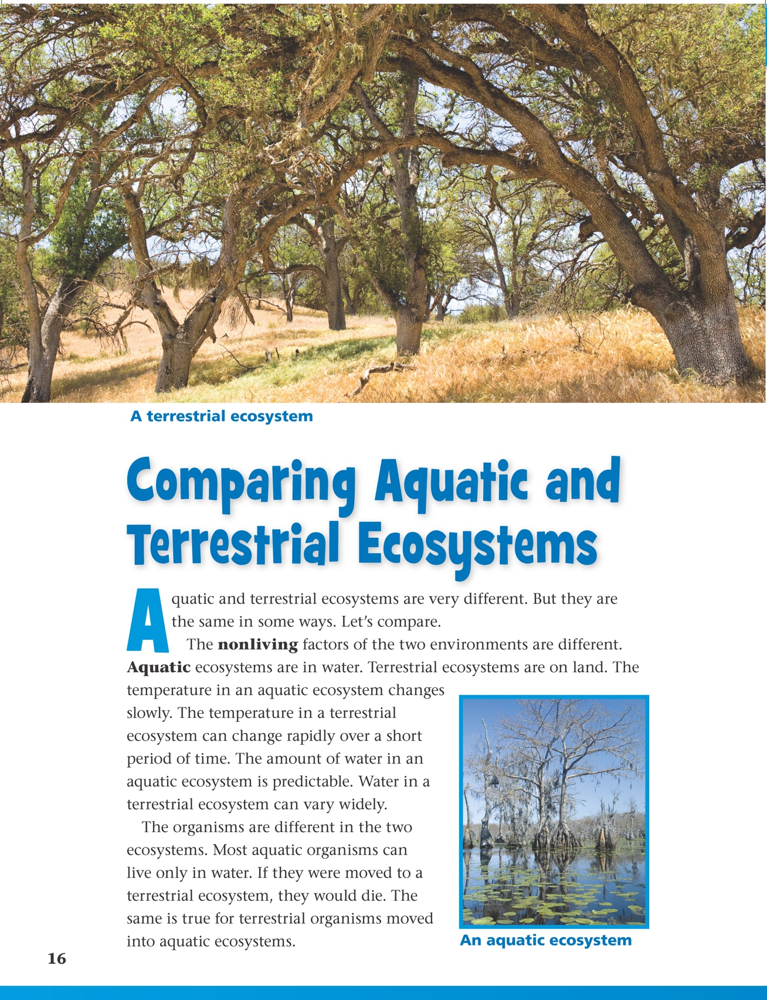 A terrestrial ecosystem
Comparing Aquatic and
Terrestrial Ecosystems
Aquatic and terrestrial ecosystems are very different. But they are
the same in some ways. Let’s compare.
The nonliving factors of the two environments are different.
Aquatic ecosystems are in water. Terrestrial ecosystems are on land. The
temperature in an aquatic ecosystem changes
slowly. The temperature in a terrestrial
ecosystem can change rapidly over a short
period of time. The amount of water in an
aquatic ecosystem is predictable. Water in a
terrestrial ecosystem can vary widely.
The organisms are different in the two
ecosystems. Most aquatic organisms can
live only in water. If they were moved to a
terrestrial ecosystem, they would die. The
same is true for terrestrial organisms moved
into aquatic ecosystems.
An aquatic ecosystem
16